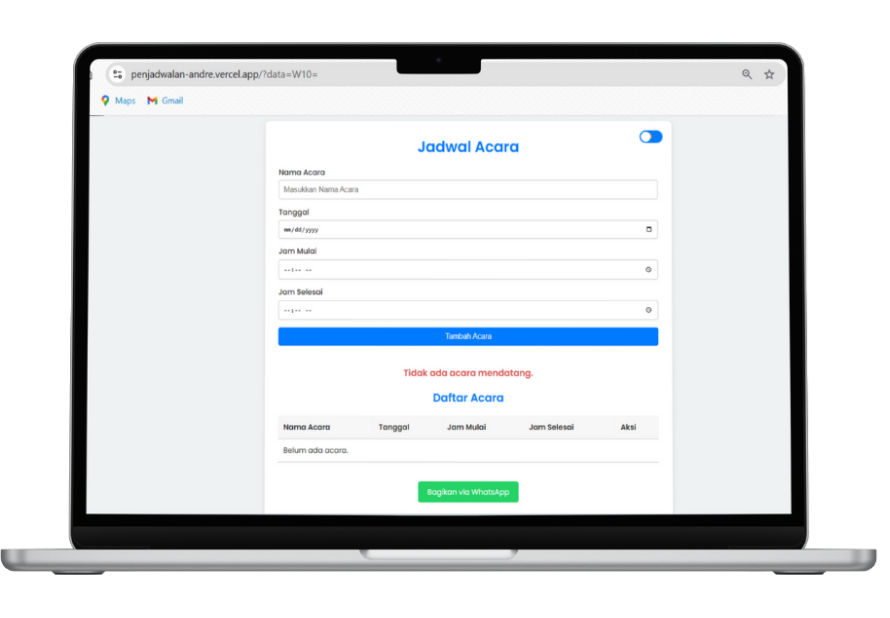 penjadwalan-andre.vercel.app/?data=W10=
Maps Gmail
Jadwal Acara
Nama Acara
Masukkan Nama Acara
Tanggal
mm/dd/yyyy
Jam Mulai
--:-- --
Jam Selesai
--:-- --
Tambah Acara
Tidak ada acara mendatang.
Daftar Acara
Nama Acara Tanggal Jam Mulai Jam Selesai Aksi
Belum ada acara.
Bagikan via WhatsApp